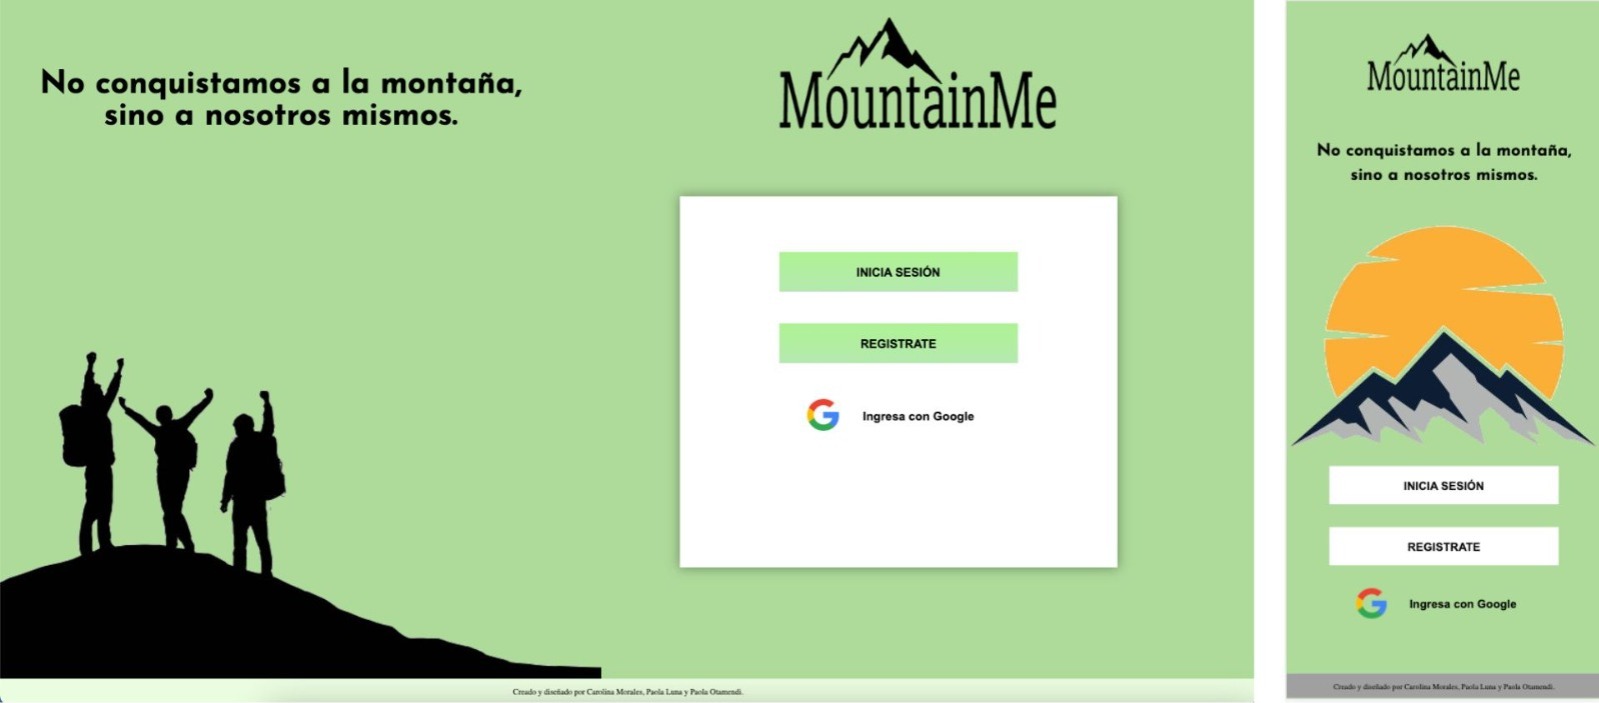 No conquistamos a la montaña,
sino a nosotros mismos.
MountainMe
INICIA SESIÓN
REGISTRATE
Ingresa con Google
Creado y diseñado por Carolina Morales, Paola Luna y Paola Otamendi.
MountainMe
No conquistamos a la montaña,
sino a nosotros mismos.
INICIA SESIÓN
REGISTRATE
Ingresa con Google
Creado y diseñado por Carolina Morales, Paola Luna y Paola Otamendi.